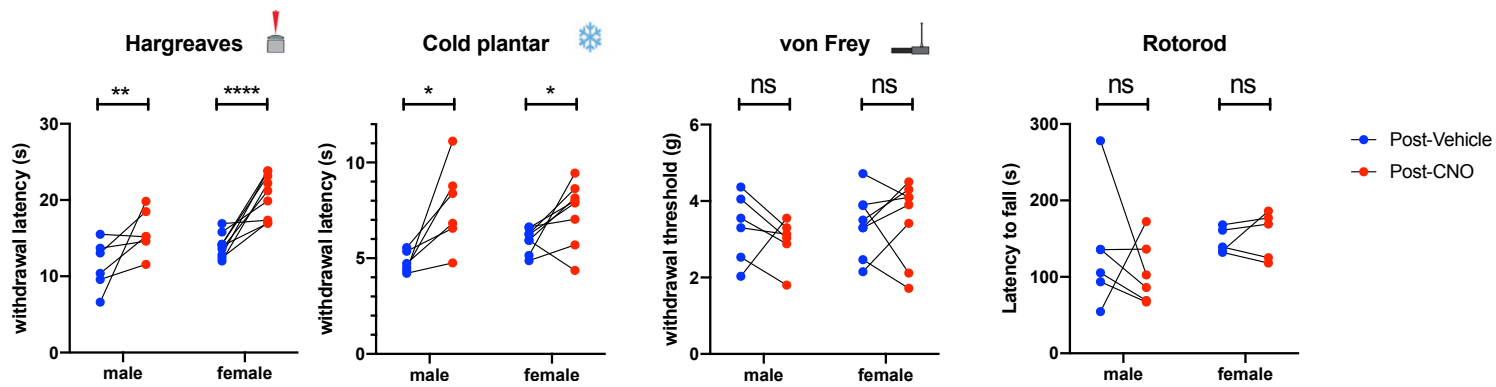 Hargreaves
**
****
withdrawal latency (s)
30
20
10
0
male
female
Cold plantar
*
*
withdrawal latency (s)
10
5
0
male
female
von Frey
ns
ns
withdrawal threshold (g)
6
4
2
0
male
female
Rotorod
ns
ns
Latency to fall (s)
300
200
100
0
male
female
Post-Vehicle
Post-CNO